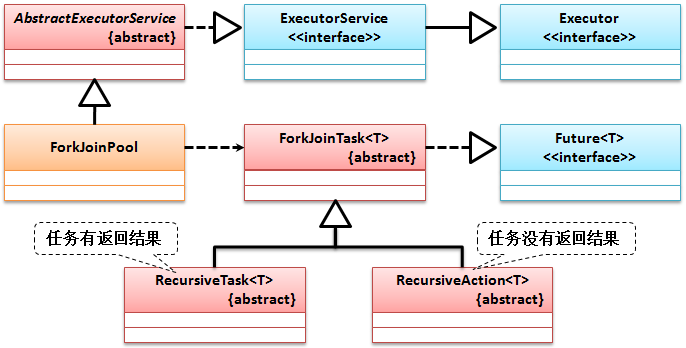 AbstractExecutorService
{abstract}
ExecutorService
<<interface>>
Executor
<<interface>>
ForkJoinPool
ForkJoinTask<T>
{abstract}
Future<T>
<<interface>>
任务有返回结果
任务没有返回结果
RecursiveTask<T>
{abstract}
RecursiveAction<T>
{abstract}